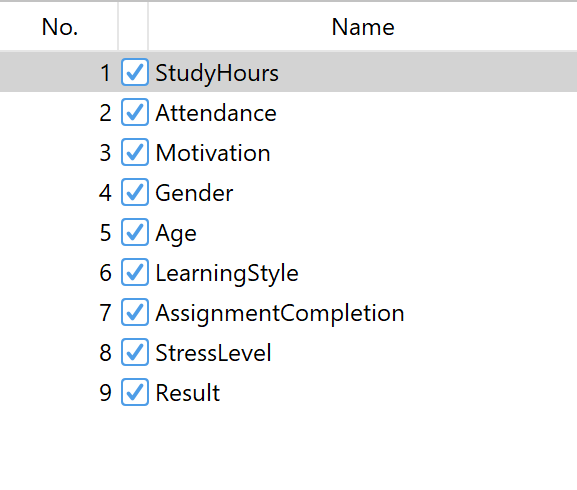 No. Name
1 StudyHours
2 Attendance
3 Motivation
4 Gender
5 Age
6 LearningStyle
7 AssignmentCompletion
8 StressLevel
9 Result